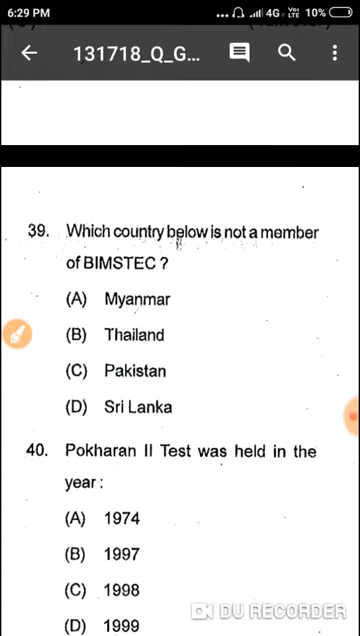 6:29 PM ... 4G VoLTE 10%
131718_Q_G...
39. Which country below is not a member
of BIMSTEC ?
(A) Myanmar
(B) Thailand
(C) Pakistan
(D) Sri Lanka
40. Pokharan II Test was held in the
year :
(A) 1974
(B) 1997
(C) 1998
(D) 1999
DU RECORDER